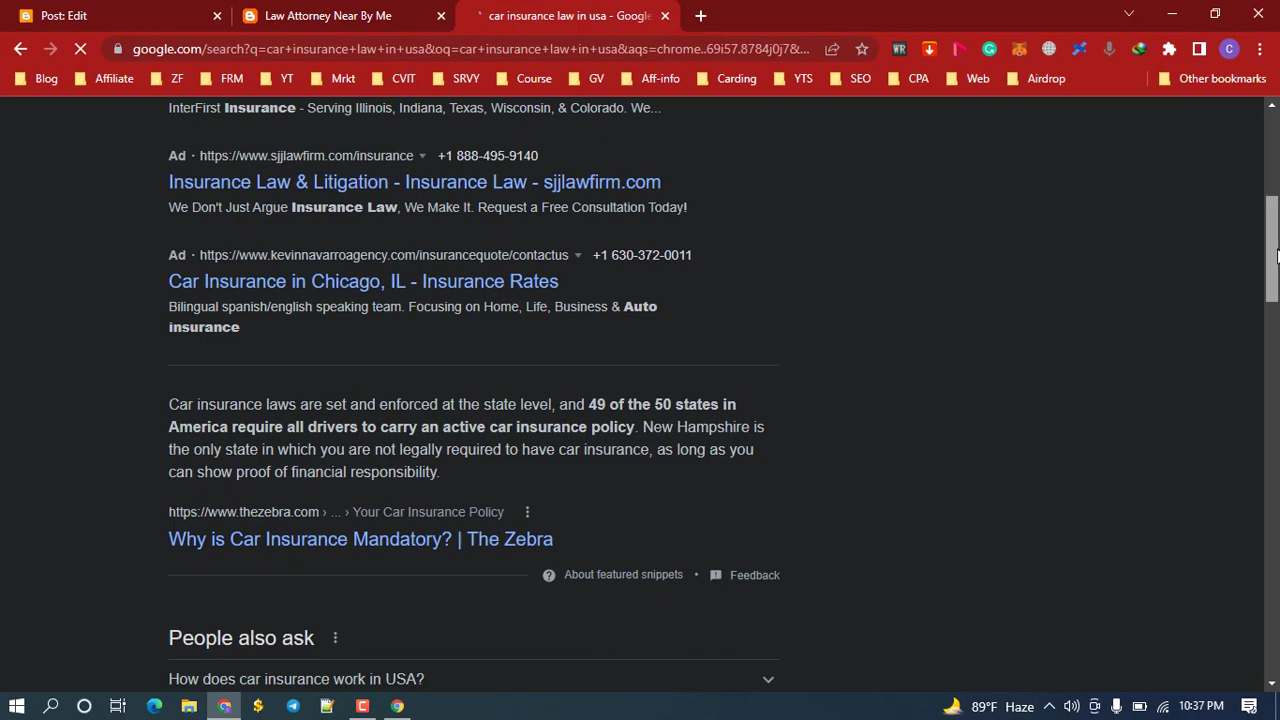 Post: Edit
Law Attorney Near By Me
car insurance law in usa - Google
google.com/search?q=car+insurance+law+in+usa&oq=car+insurance+law+in+usa&aqs=chrome..69i57.8784j0j7&...
Blog Affiliate ZF FRM YT Mrkt CVIT SRVY Course GV Aff-info Carding YTS SEO CPA Web Airdrop Other bookmarks
InterFirst Insurance - Serving Illinois, Indiana, Texas, Wisconsin, & Colorado. We...
Ad · https://www.sjjlawfirm.com/insurance +1 888-495-9140
Insurance Law & Litigation - Insurance Law - sjjlawfirm.com
We Don't Just Argue Insurance Law, We Make It. Request a Free Consultation Today!
Ad · https://www.kevinnavarroagency.com/insurancequote/contactus +1 630-372-0011
Car Insurance in Chicago, IL - Insurance Rates
Bilingual spanish/english speaking team. Focusing on Home, Life, Business & Auto
insurance
Car insurance laws are set and enforced at the state level, and 49 of the 50 states in
America require all drivers to carry an active car insurance policy. New Hampshire is
the only state in which you are not legally required to have car insurance, as long as you
can show proof of financial responsibility.
https://www.thezebra.com › ... › Your Car Insurance Policy
Why is Car Insurance Mandatory? | The Zebra
About featured snippets • Feedback
People also ask
How does car insurance work in USA?
89°F Haze 10:37 PM